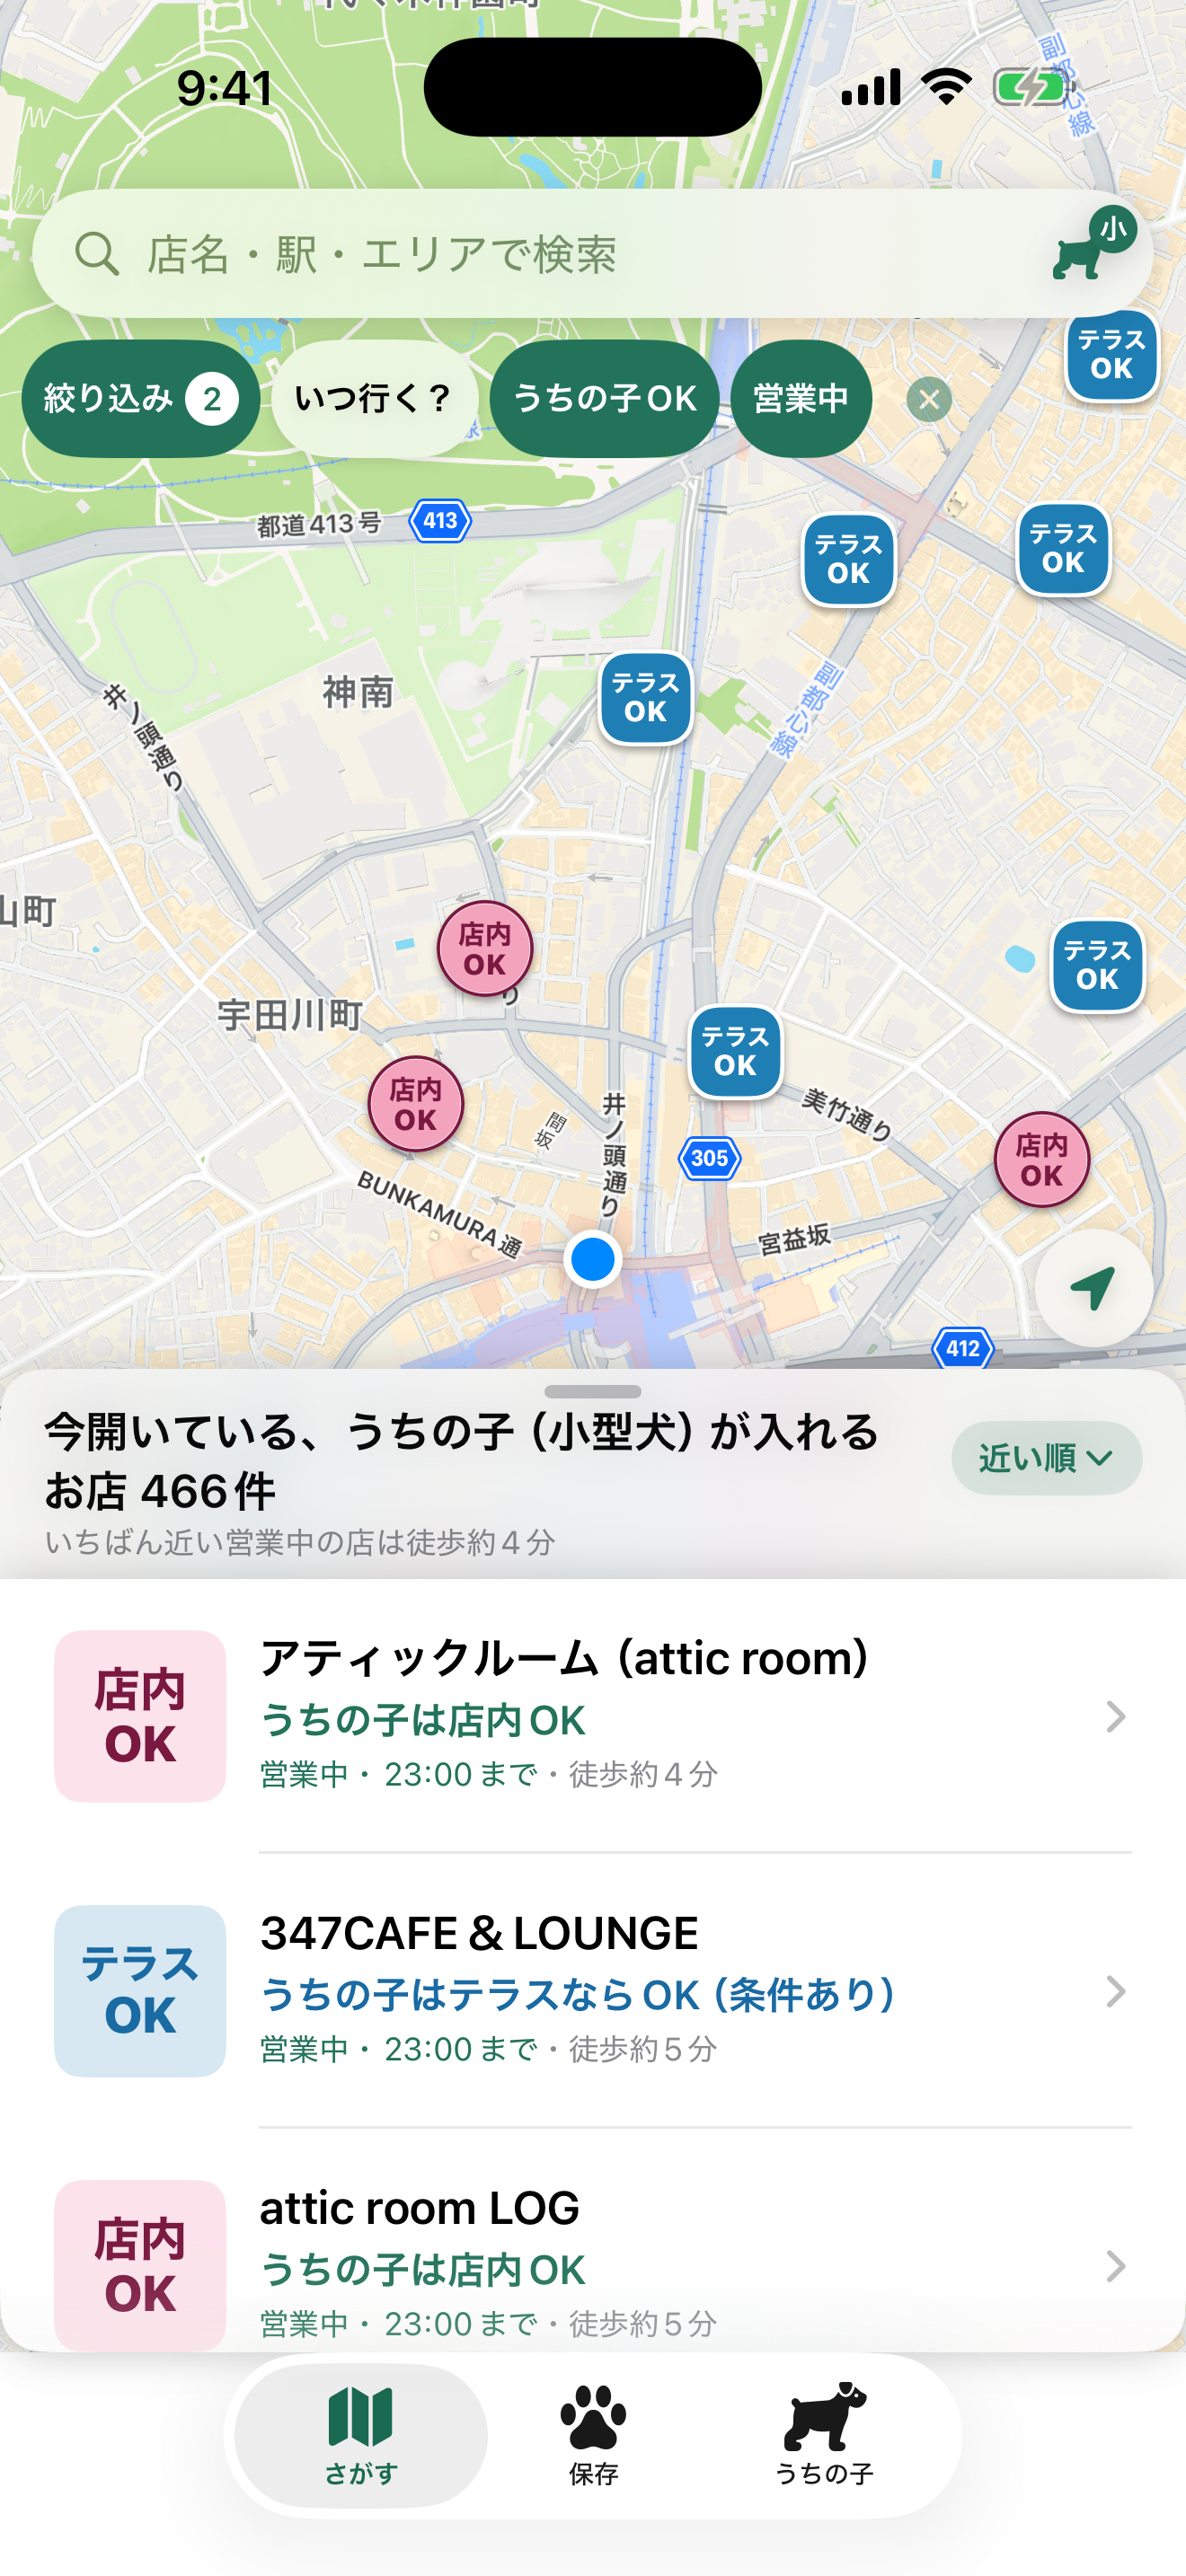 9:41
副都心線
店名・駅・エリアで検索
小
絞り込み 2
いつ行く？
うちの子OK
営業中
テラス
OK
都道413号
413
テラス
OK
テラス
OK
テラス
OK
神南
副都心線
井ノ頭通り
山町
店内
OK
テラス
OK
宇田川町
テラス
OK
店内
OK
間坂
井ノ頭通り
美竹通り
305
店内
OK
BUNKAMURA通
宮益坂
412
今開いている、うちの子（小型犬）が入れる
お店 466件
近い順
いちばん近い営業中の店は徒歩約4分
店内
OK
アティックルーム（attic room）
うちの子は店内OK
営業中・23:00まで・徒歩約4分
テラス
OK
347CAFE & LOUNGE
うちの子はテラスならOK（条件あり）
営業中・23:00まで・徒歩約5分
店内
OK
attic room LOG
うちの子は店内OK
営業中・23:00まで・徒歩約5分
さがす
保存
うちの子